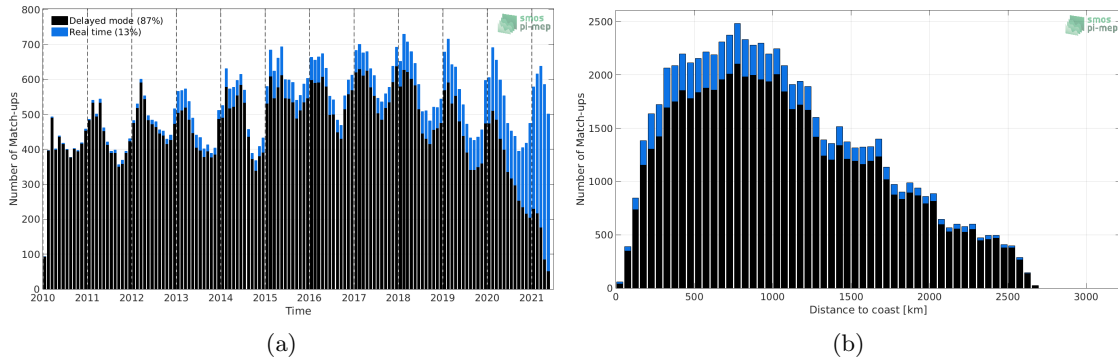 Delayed mode (87%)
Real time (13%)
smos
pi-mep
Number of Match-ups
800
700
600
500
400
300
200
100
0
2010 2011 2012 2013 2014 2015 2016 2017 2018 2019 2020 2021
Time
(a)
smos
pi-mep
Number of Match-ups
2500
2000
1500
1000
500
0
0 500 1000 1500 2000 2500 3000
Distance to coast [km]
(b)